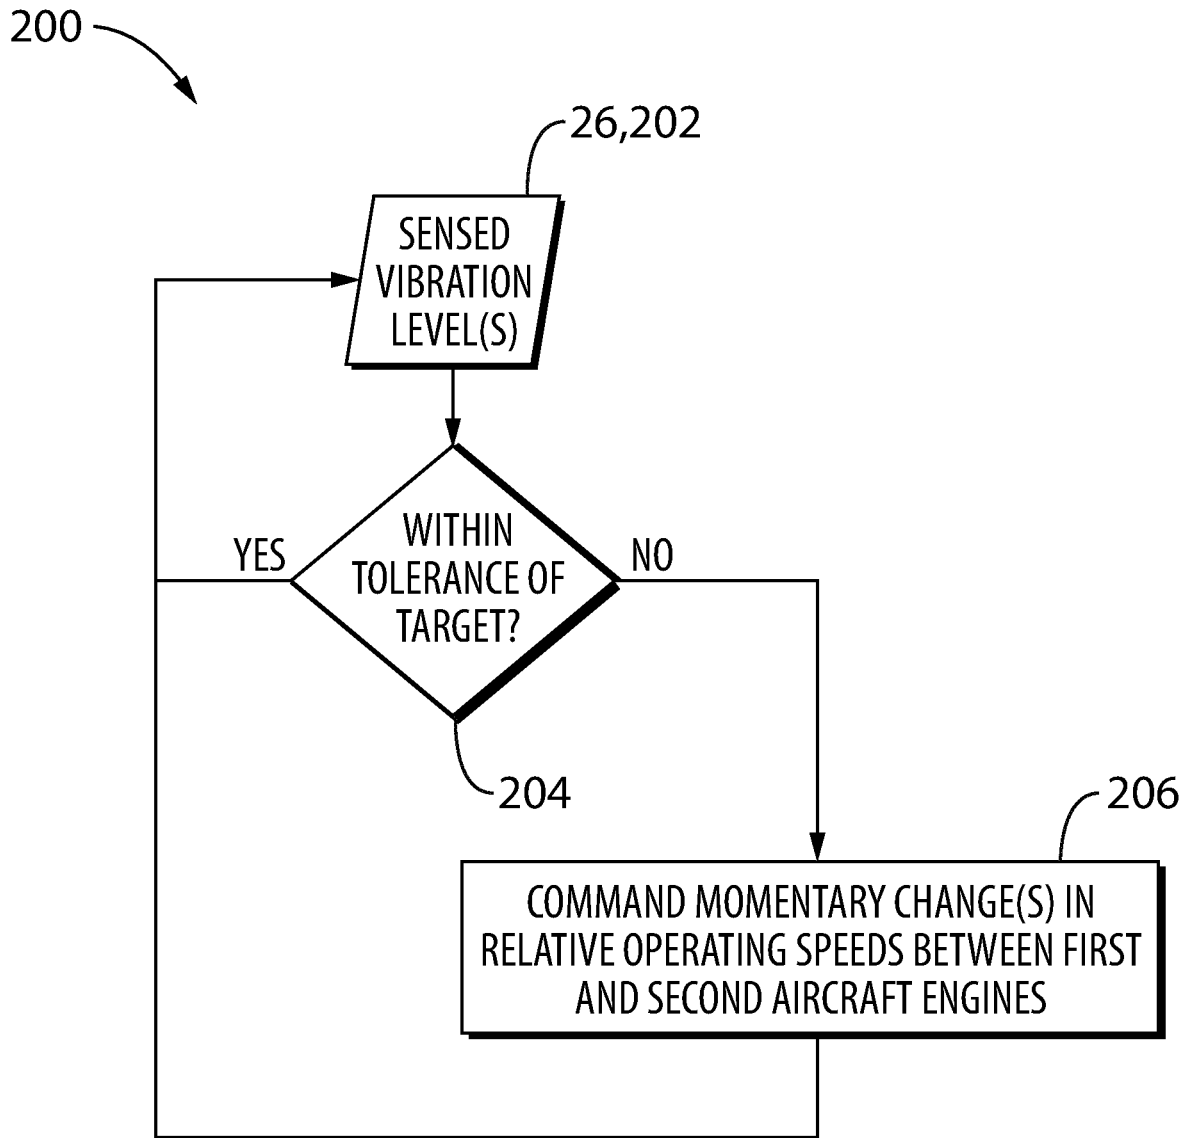 200
26,202
SENSED
VIBRATION
LEVEL(S)
YES
WITHIN
TOLERANCE OF
TARGET?
NO
204
206
COMMAND MOMENTARY CHANGE(S) IN
RELATIVE OPERATING SPEEDS BETWEEN FIRST
AND SECOND AIRCRAFT ENGINES